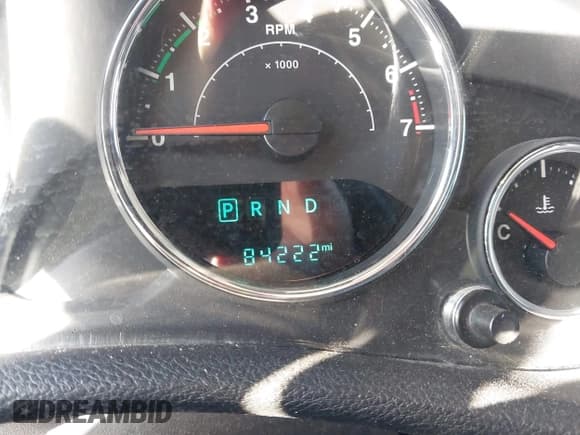 0 1 2 3 5 6 7
RPM
x 1000
P R N D
84222 mi
C
DREAMBID